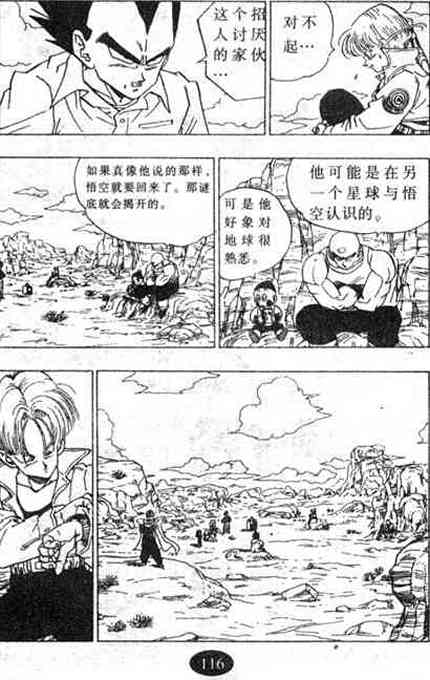 对不
起…
这个招
人讨厌
的家伙
…
他可能是在另
一个星球与悟
空认识的。
可是他
好象对
地球很
熟悉。
如果真像他说的那样，
悟空就要回来了。那谜
底就会揭开的。
116